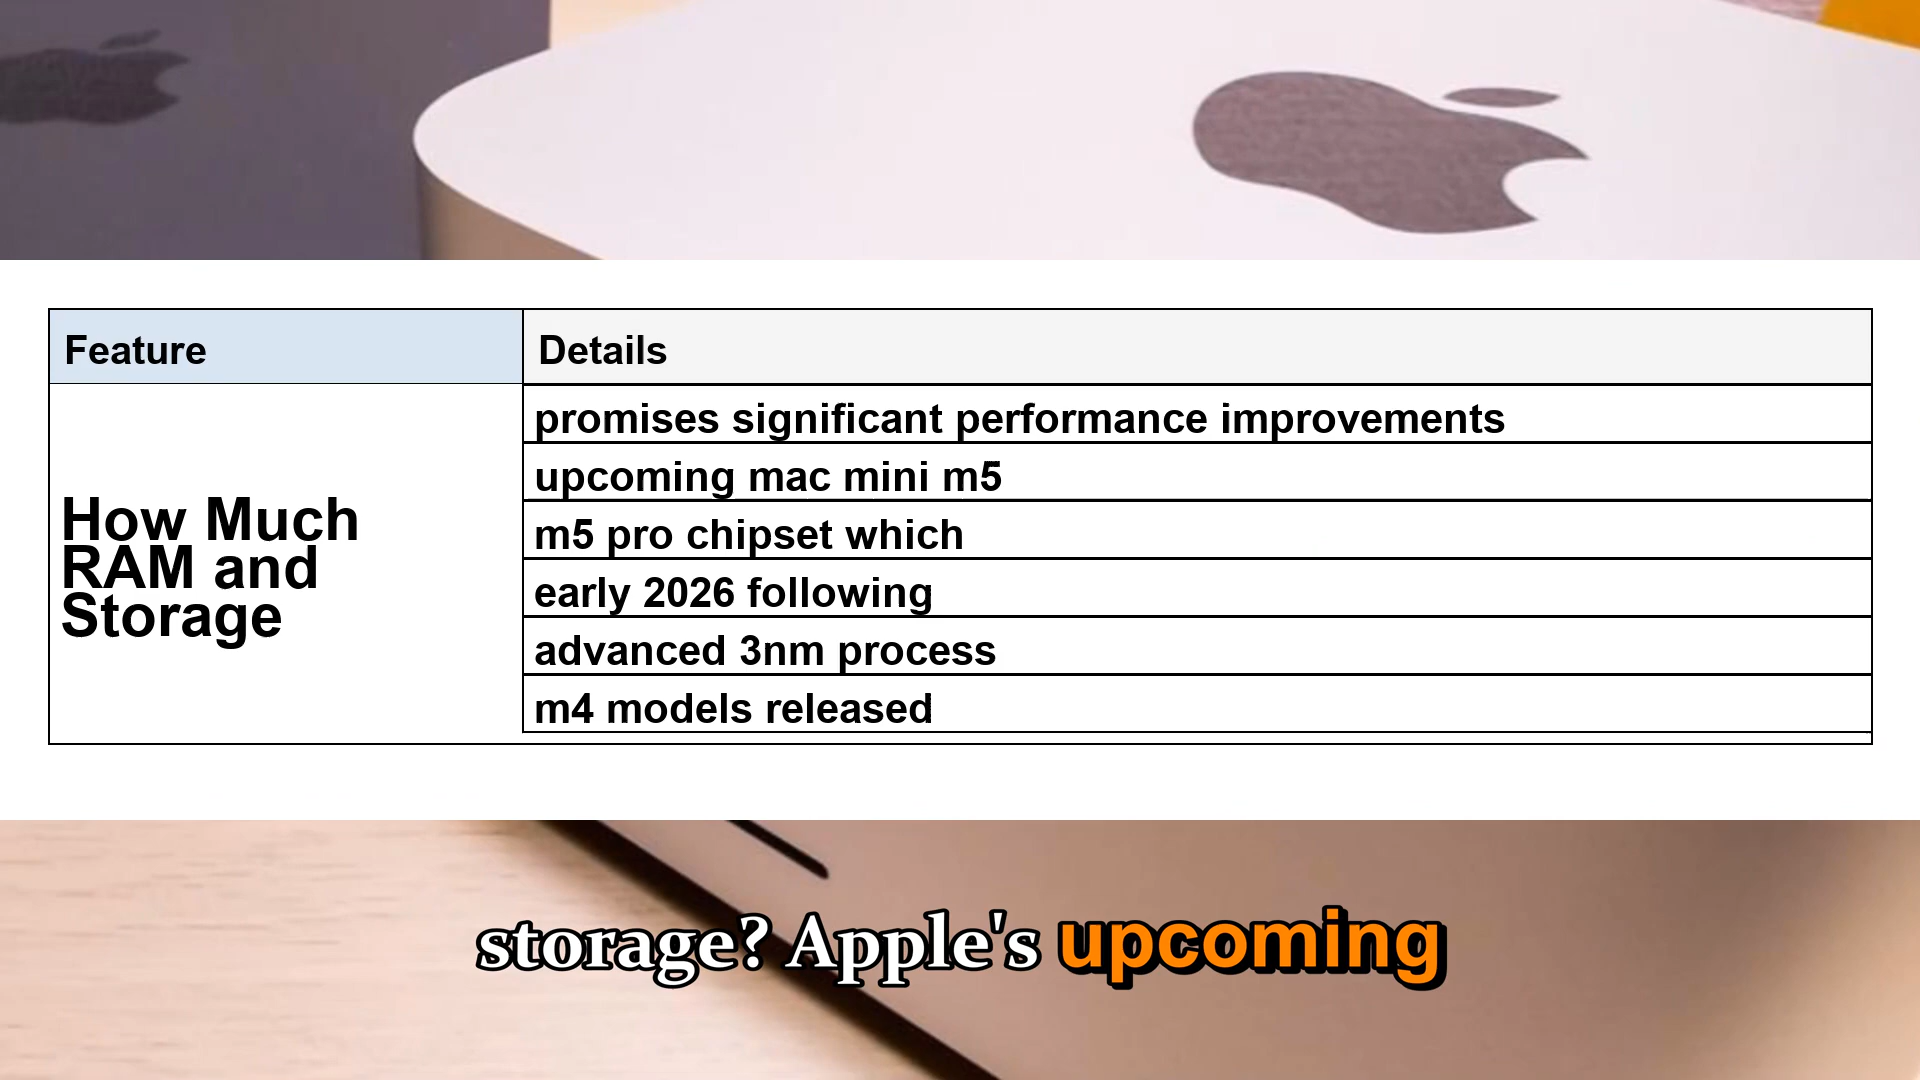 Feature
Details
How Much
RAM and
Storage
promises significant performance improvements
upcoming mac mini m5
m5 pro chipset which
early 2026 following
advanced 3nm process
m4 models released
storage? Apple's upcoming